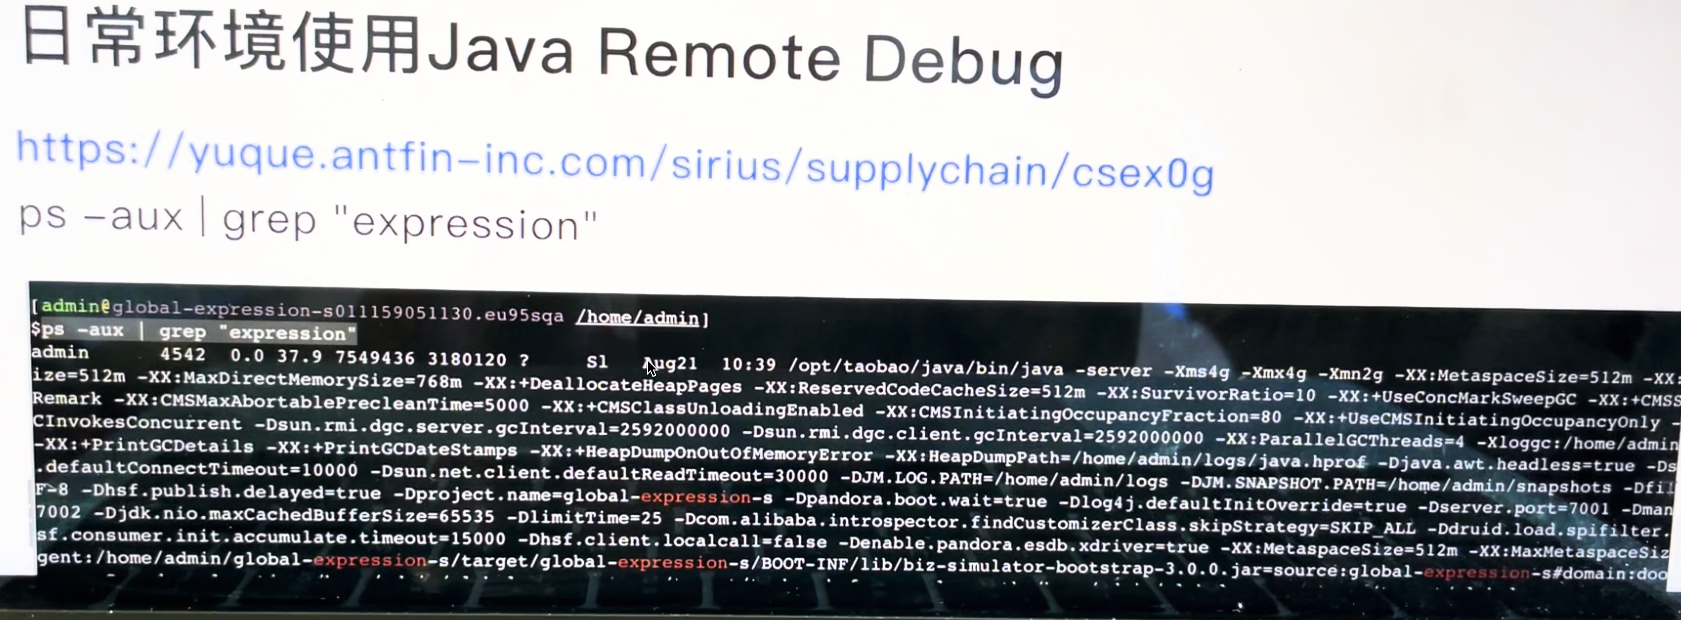 日常环境使用Java Remote Debug
https://yuque.antfin-inc.com/sirius/supplychain/csex0g
ps -aux | grep "expression"
[admin@global-expression-s011159051130.eu95sqa /home/admin]
$ps -aux | grep "expression"
admin 4542 0.0 37.9 7549436 3180120 ? Sl Aug21 10:39 /opt/taobao/java/bin/java -server -Xms4g -Xmx4g -Xmn2g -XX:MetaspaceSize=512m -XX:
ize=512m -XX:MaxDirectMemorySize=768m -XX:+DeallocateHeapPages -XX:ReservedCodeCacheSize=512m -XX:SurvivorRatio=10 -XX:+UseConcMarkSweepGC -XX:+CMSS
Remark -XX:CMSMaxAbortablePrecleanTime=5000 -XX:+CMSClassUnloadingEnabled -XX:CMSInitiatingOccupancyFraction=80 -XX:+UseCMSInitiatingOccupancyOnly -
CInvokesConcurrent -Dsun.rmi.dgc.server.gcInterval=2592000000 -Dsun.rmi.dgc.client.gcInterval=2592000000 -XX:ParallelGCThreads=4 -Xloggc:/home/admin
-XX:+PrintGCDetails -XX:+PrintGCDateStamps -XX:+HeapDumpOnOutOfMemoryError -XX:HeapDumpPath=/home/admin/logs/java.hprof -Djava.awt.headless=true -Ds
.defaultConnectTimeout=10000 -Dsun.net.client.defaultReadTimeout=30000 -DJM.LOG.PATH=/home/admin/logs -DJM.SNAPSHOT.PATH=/home/admin/snapshots -Dfil
F-8 -Dhsf.publish.delayed=true -Dproject.name=global-expression-s -Dpandora.boot.wait=true -Dlog4j.defaultInitOverride=true -Dserver.port=7001 -Dman
7002 -Djdk.nio.maxCachedBufferSize=65535 -DlimitTime=25 -Dcom.alibaba.introspector.findCustomizerClass.skipStrategy=SKIP_ALL -Ddruid.load.spifilter.
sf.consumer.init.accumulate.timeout=15000 -Dhsf.client.localcall=false -Denable.pandora.esdb.xdriver=true -XX:MetaspaceSize=512m -XX:MaxMetaspaceSiz
gent:/home/admin/global-expression-s/target/global-expression-s/BOOT-INF/lib/biz-simulator-bootstrap-3.0.0.jar=source:global-expression-s#domain:doo